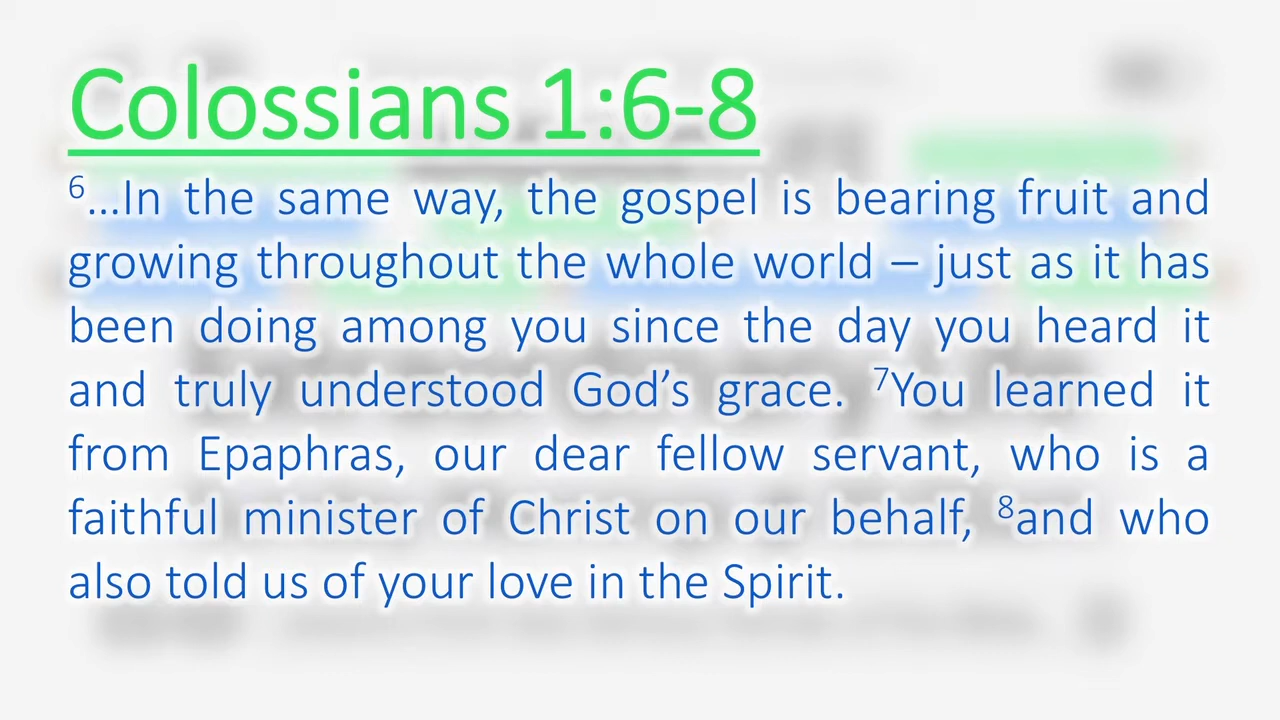 Colossians 1:6-8
6...In the same way, the gospel is bearing fruit and
growing throughout the whole world – just as it has
been doing among you since the day you heard it
and truly understood God’s grace. 7You learned it
from Epaphras, our dear fellow servant, who is a
faithful minister of Christ on our behalf, 8and who
also told us of your love in the Spirit.